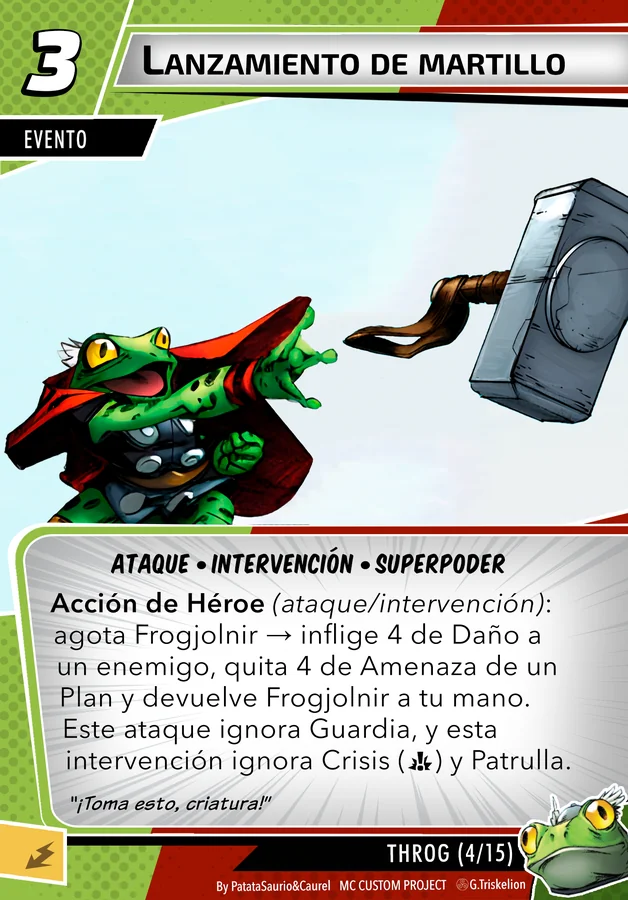 3
LANZAMIENTO DE MARTILLO
EVENTO
ATAQUE • INTERVENCIÓN • SUPERPODER
Acción de Héroe (ataque/intervención):
agota Frogjolnir → inflige 4 de Daño a
un enemigo, quita 4 de Amenaza de un
Plan y devuelve Frogjolnir a tu mano.
Este ataque ignora Guardia, y esta
intervención ignora Crisis () y Patrulla.
"¡Toma esto, criatura!"
THROG (4/15)
By PatataSaurio&Caurel MC CUSTOM PROJECT G.Triskelion